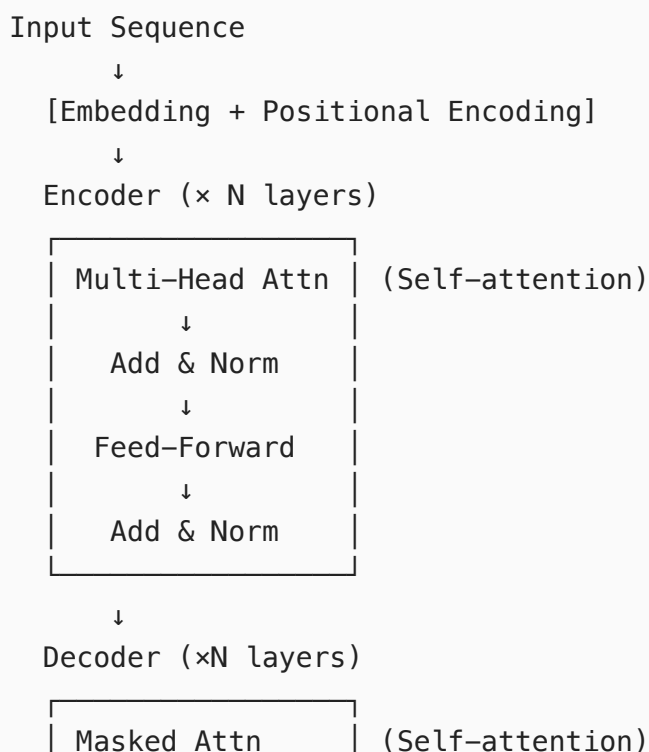 Input Sequence
↓
[Embedding + Positional Encoding]
↓
Encoder (× N layers)
Multi-Head Attn (Self-attention)
↓
Add & Norm
↓
Feed-Forward
↓
Add & Norm
↓
Decoder (×N layers)
Masked Attn (Self-attention)